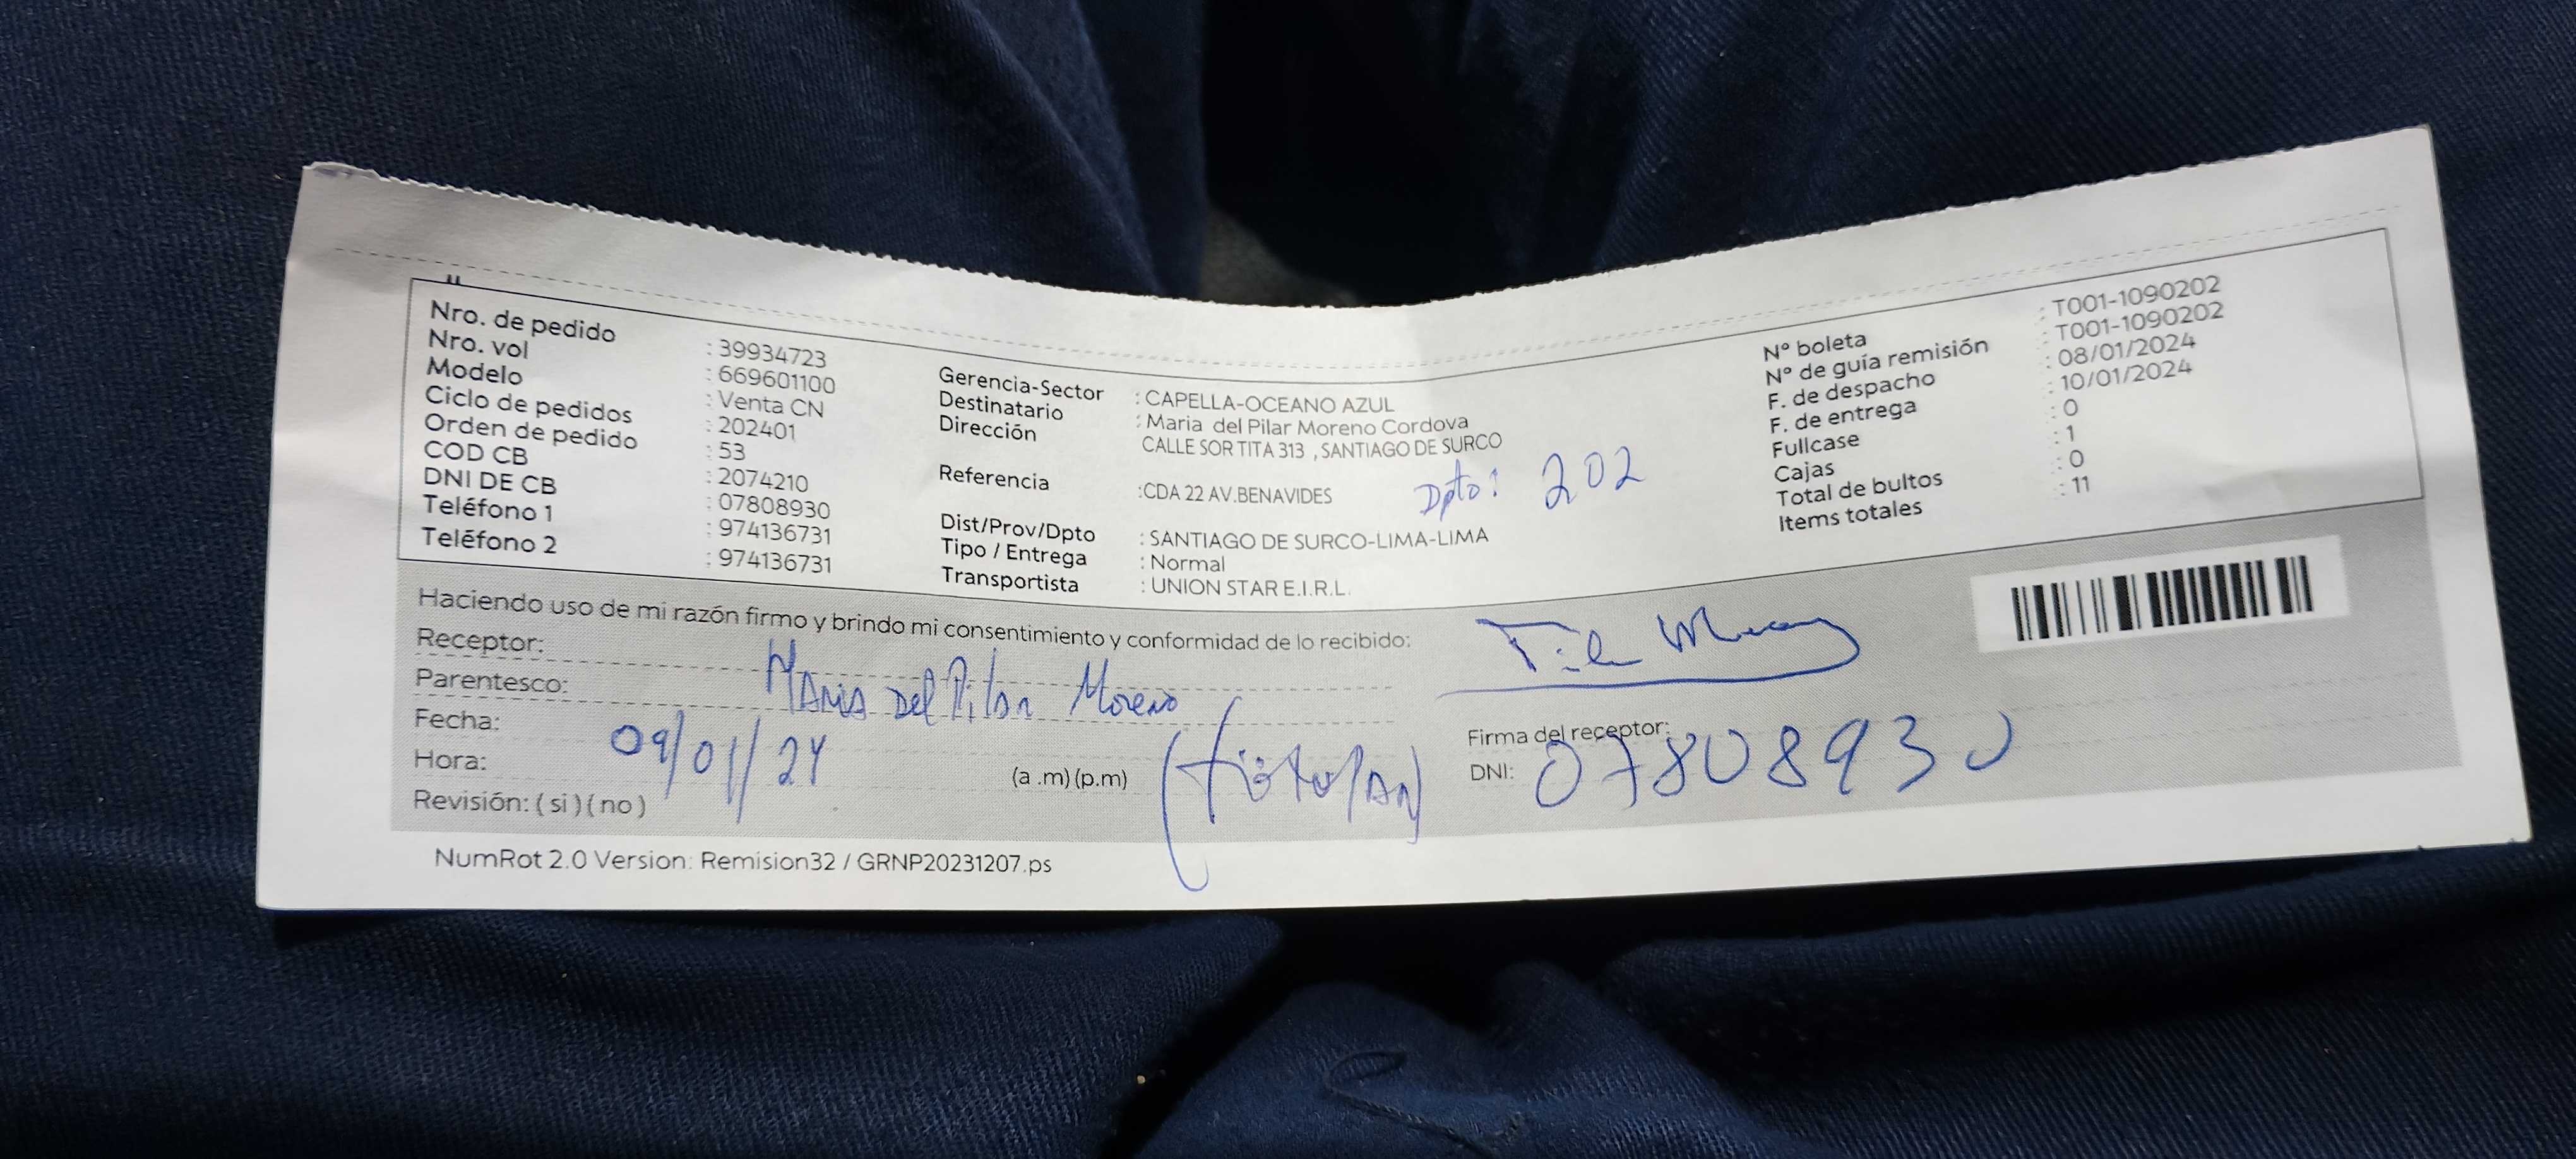 Nro. de pedido : 39934723
Nro. vol : 669601100
Modelo : Venta CN
Ciclo de pedidos : 202401
Orden de pedido : 53
COD CB : 2074210
DNI DE CB : 07808930
Teléfono 1 : 974136731
Teléfono 2 : 974136731
Gerencia-Sector : CAPELLA-OCEANO AZUL
Destinatario : Maria del Pilar Moreno Cordova
Dirección CALLE SOR TITA 313 , SANTIAGO DE SURCO
Dpto: 202
Referencia :CDA 22 AV.BENAVIDES
Dist/Prov/Dpto : SANTIAGO DE SURCO-LIMA-LIMA
Tipo / Entrega : Normal
Transportista : UNION STAR E.I.R.L.
N° boleta : T001-1090202
N° de guía remisión : T001-1090202
F. de despacho : 08/01/2024
F. de entrega : 10/01/2024
Fullcase : 0
Cajas : 1
Total de bultos : 0
Items totales : 11
Haciendo uso de mi razón firmo y brindo mi consentimiento y conformidad de lo recibido:
Receptor: Maria Del Pilar Moreno
Parentesco:
Fecha: 09/01/24
Hora: (a .m) (p.m)
Revisión: ( si ) ( no )
Firma del receptor:
DNI: 07808930
NumRot 2.0 Version: Remision32 / GRNP20231207.ps